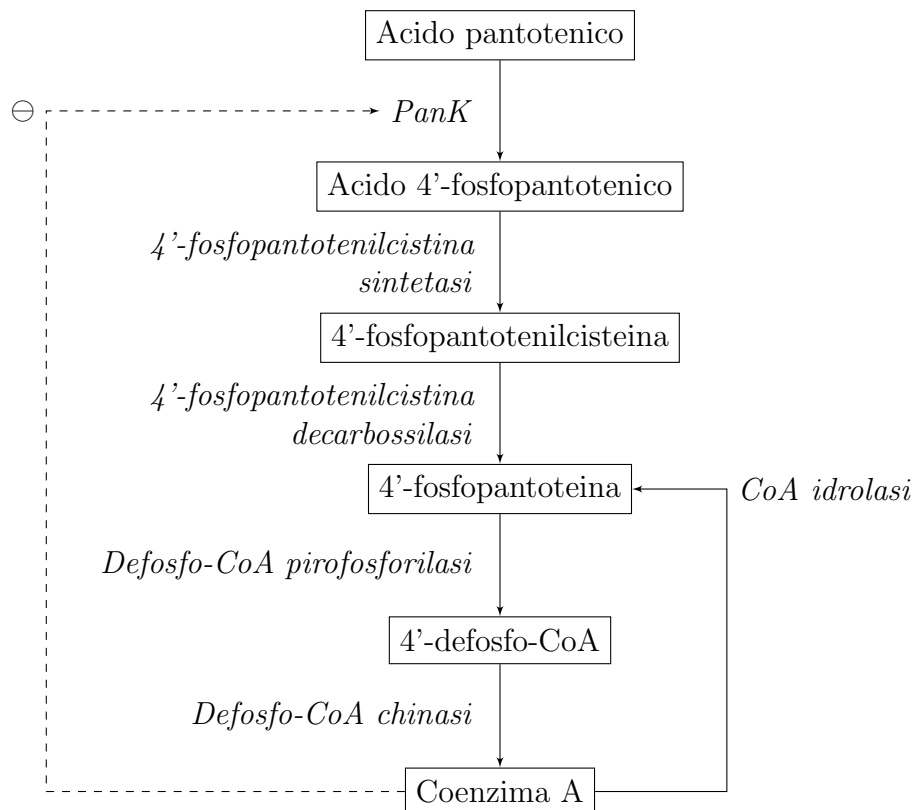 Acido pantotenico
⊖
PanK
Acido 4'-fosfopantotenico
4'-fosfopantotenilcistina
sintetasi
4'-fosfopantotenilcisteina
4'-fosfopantotenilcistina
decarbossilasi
4'-fosfopantoteina
CoA idrolasi
Defosfo-CoA pirofosforilasi
4'-defosfo-CoA
Defosfo-CoA chinasi
Coenzima A